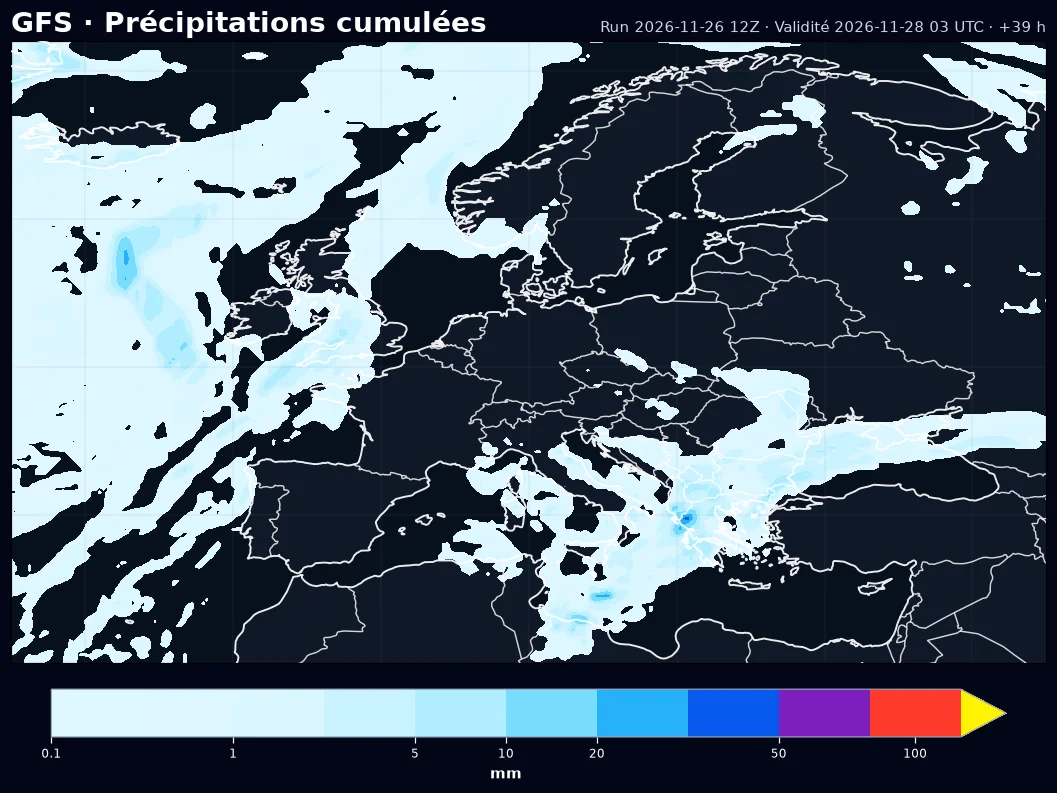 GFS · Précipitations cumulées
Run 2026-11-26 12Z · Validité 2026-11-28 03 UTC · +39 h
0.1 1 5 10 20 50 100
mm